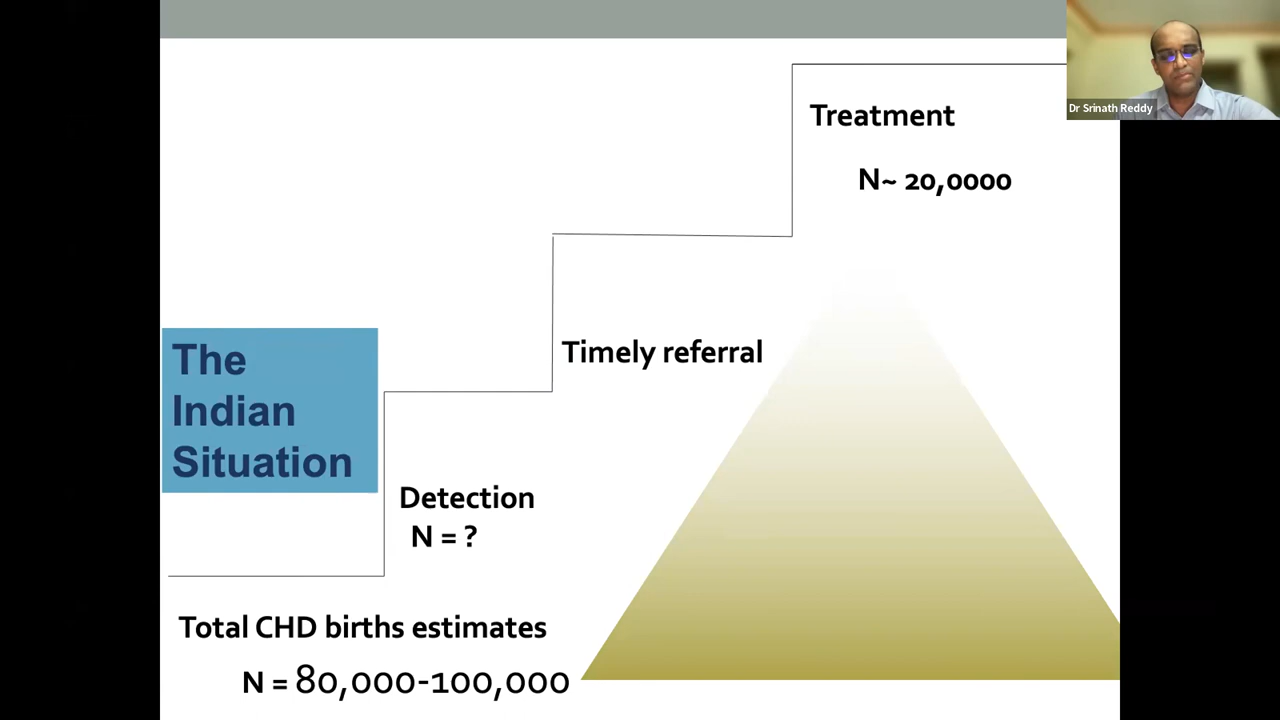 Dr Srinath Reddy
Treatment
N~ 20,0000
Timely referral
The
Indian
Situation
Detection
N = ?
Total CHD births estimates
N = 80,000-100,000